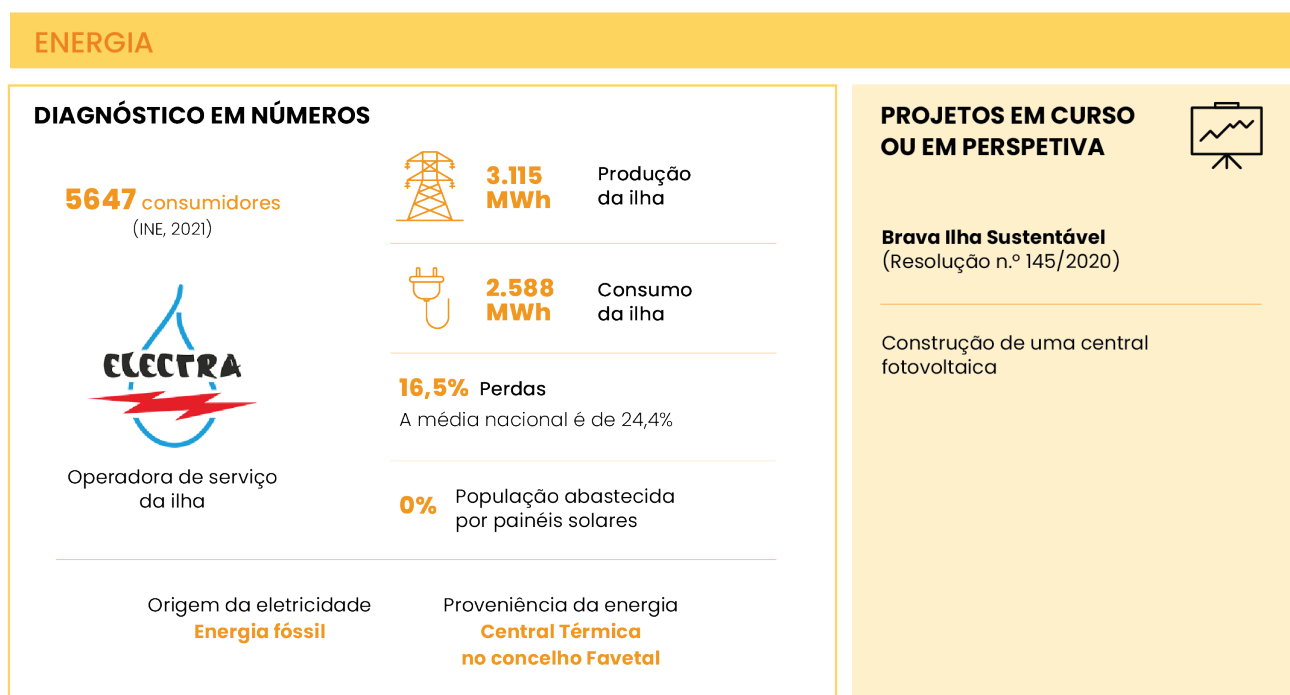 ENERGIA
DIAGNÓSTICO EM NÚMEROS
5647 consumidores
(INE, 2021)
ELECTRA
Operadora de serviço
da ilha
3.115
MWh
Produção
da ilha
2.588
MWh
Consumo
da ilha
16,5% Perdas
A média nacional é de 24,4%
0%
População abastecida
por painéis solares
Origem da eletricidade
Energia fóssil
Proveniência da energia
Central Térmica
no concelho Favetal
PROJETOS EM CURSO
OU EM PERSPETIVA
Brava Ilha Sustentável
(Resolução n.º 145/2020)
Construção de uma central
fotovoltaica